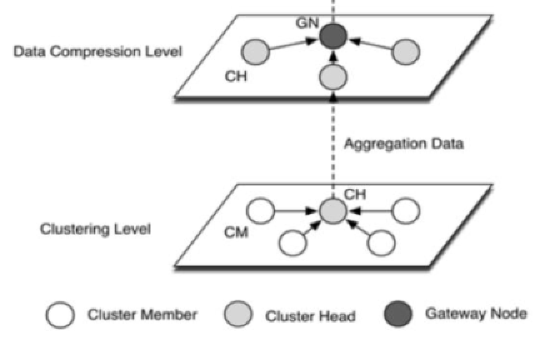 GN
Data Compression Level
CH
Aggregation Data
CH
Clustering Level
CM
Cluster Member
Cluster Head
Gateway Node